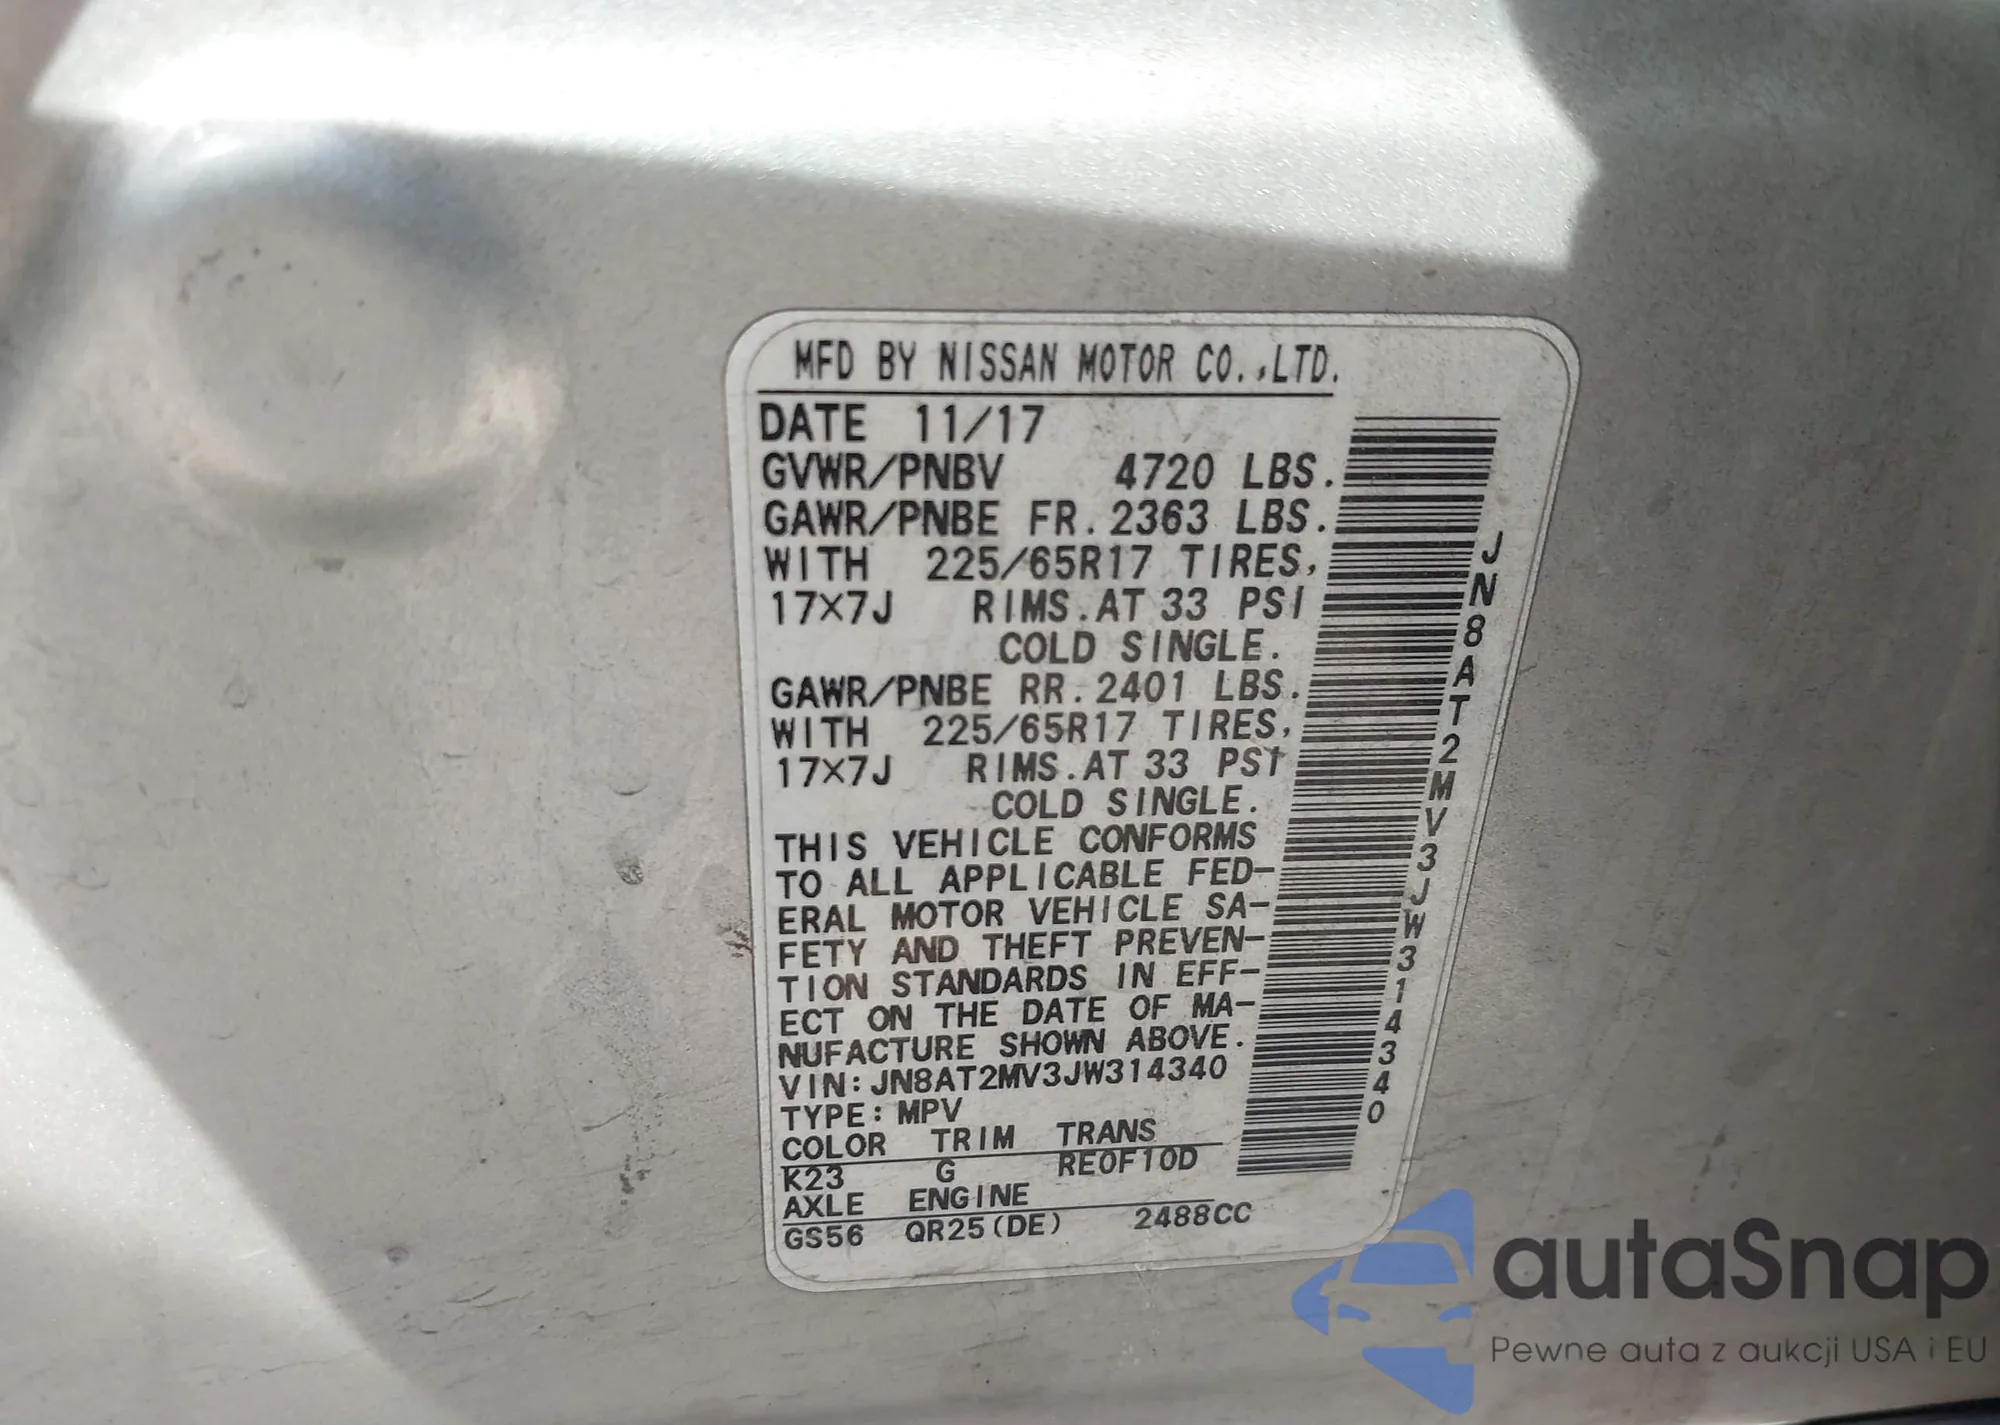 MFD BY NISSAN MOTOR CO.,LTD.
DATE 11/17
GVWR/PNBV 4720 LBS.
GAWR/PNBE FR.2363 LBS.
WITH 225/65R17 TIRES,
17×7J RIMS.AT 33 PSI
COLD SINGLE.
GAWR/PNBE RR.2401 LBS.
WITH 225/65R17 TIRES,
17×7J RIMS.AT 33 PSI
COLD SINGLE.
THIS VEHICLE CONFORMS
TO ALL APPLICABLE FED-
ERAL MOTOR VEHICLE SA-
FETY AND THEFT PREVEN-
TION STANDARDS IN EFF-
ECT ON THE DATE OF MA-
NUFACTURE SHOWN ABOVE.
VIN:JN8AT2MV3JW314340
TYPE:MPV
COLOR TRIM TRANS
K23 G RE0F10D
AXLE ENGINE
GS56 QR25(DE) 2488CC
JN8AT2MV3JW314340
autaSnap
Pewne auta z aukcji USA i EU